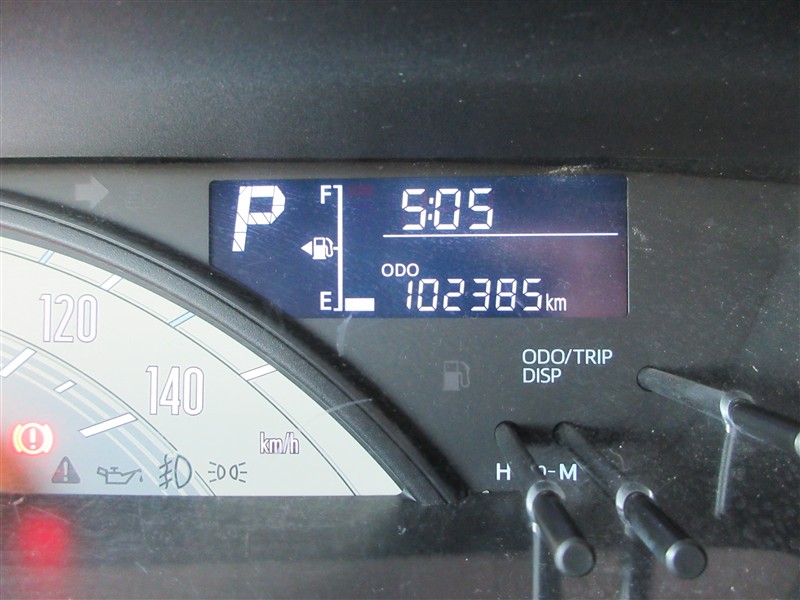 P
F
5:05
ODO
E
102385km
120
140
km/h
ODO/TRIP
DISP
H
-M